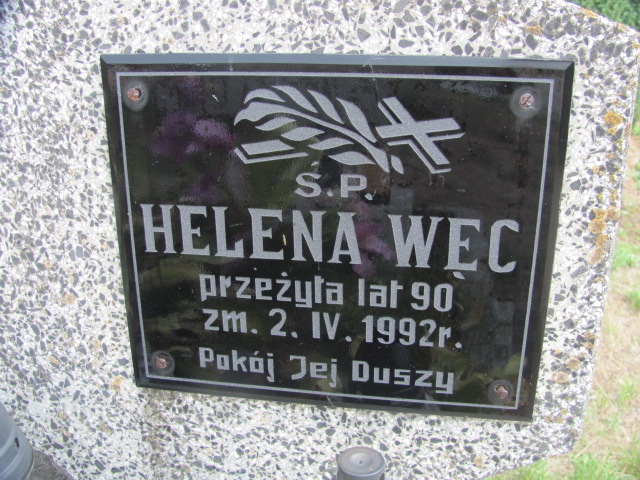 Ś.P.
HELENA WĘC
przeżyła lat 90
zm. 2. IV. 1992r.
Pokój Jej Duszy